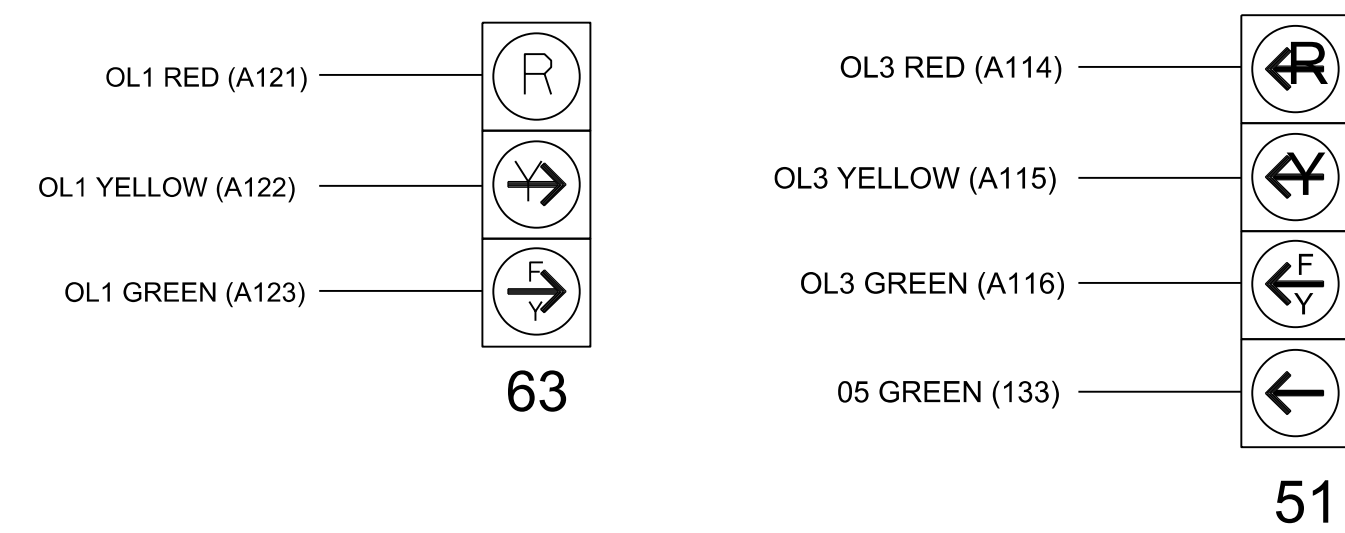 OL1 RED (A121)
R
OL1 YELLOW (A122)
Y
OL1 GREEN (A123)
F
Y
63
OL3 RED (A114)
R
OL3 YELLOW (A115)
Y
OL3 GREEN (A116)
F
Y
05 GREEN (133)
51